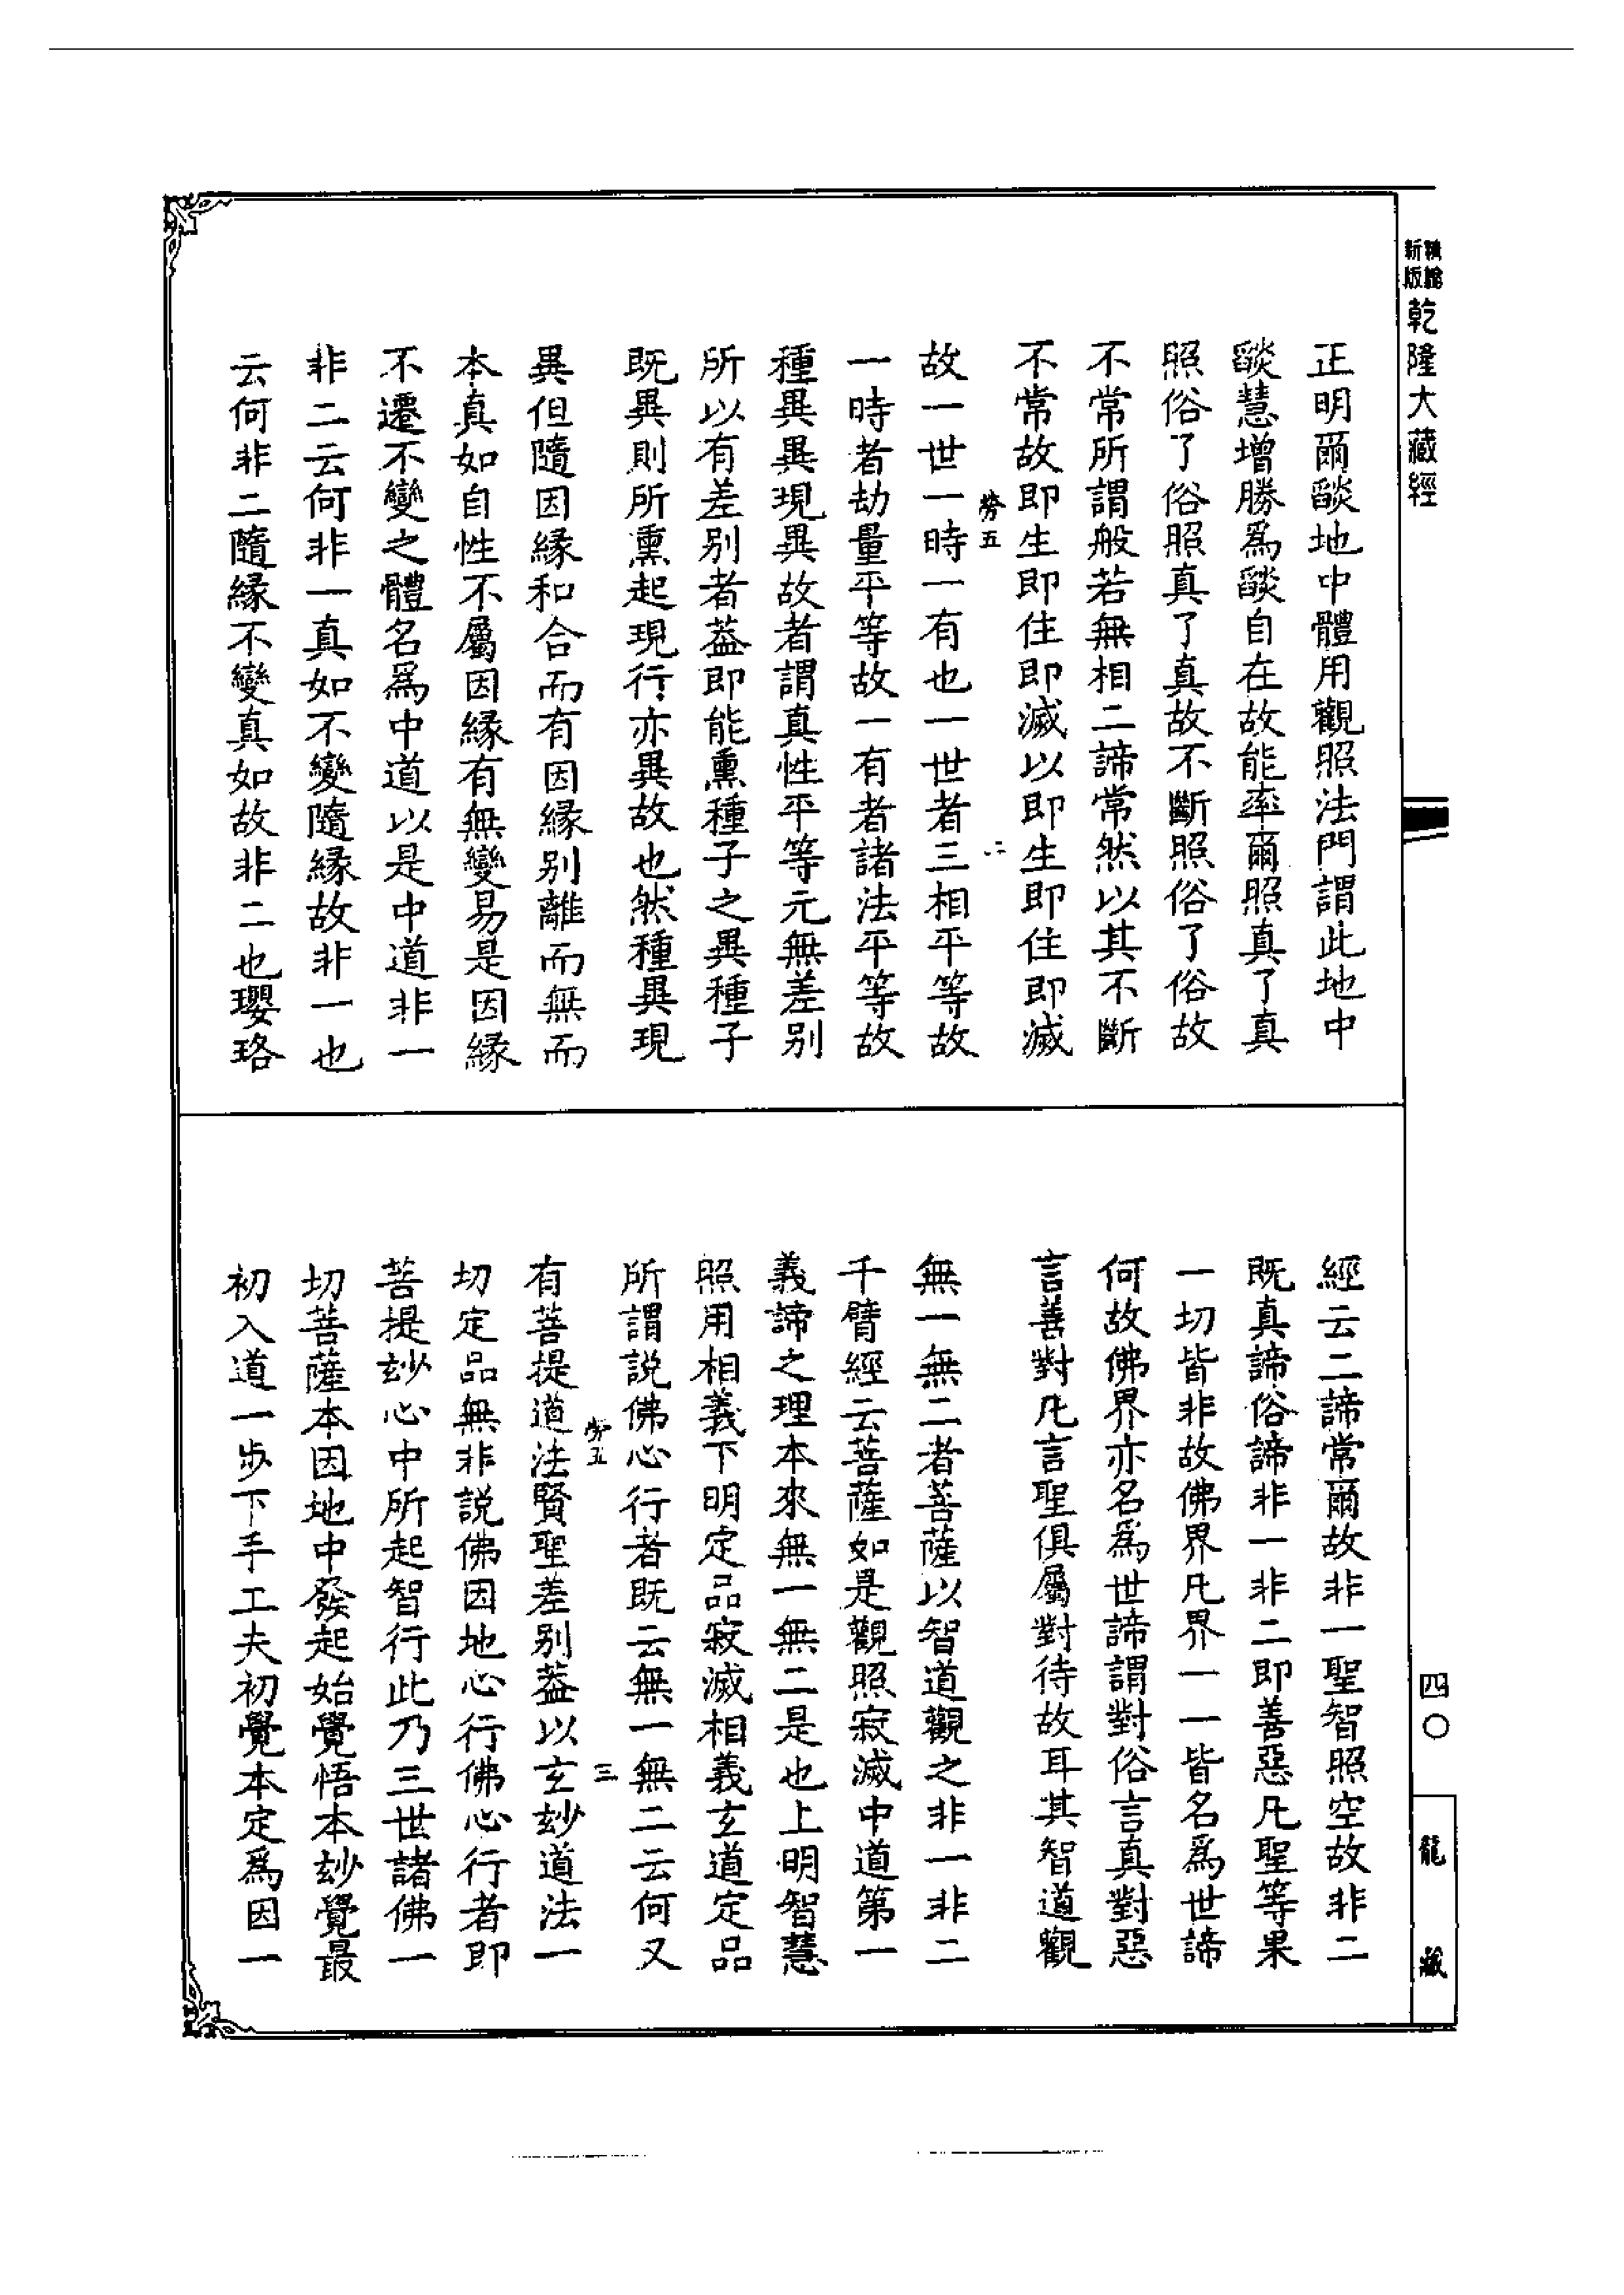 新版
精縮
乾隆大藏經
正明爾燄地中體用觀照法門謂此地中
燄慧增勝爲燄自在故能率爾照真了真
照俗了俗照真了真故不斷照俗了俗故
不常所謂般若無相二諦常然以其不斷
不常故即生即住即滅以即生即住即滅
勞五
二
故一世一時一有也一世者三相平等故
一時者劫量平等故一有者諸法平等故
種異異現異故者謂真性平等元無差別
所以有差別者葢即能熏種子之異種子
既異則所熏起現行亦異故也然種異現
異但隨因緣和合而有因緣別離而無而
本真如自性不屬因緣有無變易是因緣
不遷不變之體名爲中道以是中道非一
非二云何非一真如不變隨緣故非一也
云何非二隨緣不變真如故非二也瓔珞
經云二諦常爾故非一聖智照空故非二
既真諦俗諦非一非二即善惡凡聖等果
一切皆非故佛界凡界一一皆名爲世諦
何故佛界亦名爲世諦謂對俗言真對惡
言善對凡言聖俱屬對待故耳其智道觀
無一無二者菩薩以智道觀之非一非二
千臂經云菩薩如是觀照寂滅中道第一
義諦之理本來無一無二是也上明智慧
照用相義下明定品寂滅相義玄道定品
所謂說佛心行者既云無一無二云何又
勞五
三
有菩提道法賢聖差別葢以玄玅道法一
切定品無非説佛因地心行佛心行者即
菩提玅心中所起智行此乃三世諸佛一
切菩薩本因地中發起始覺悟本玅覺最
初入道一步下手工夫初覺本定爲因一
四〇
龍藏